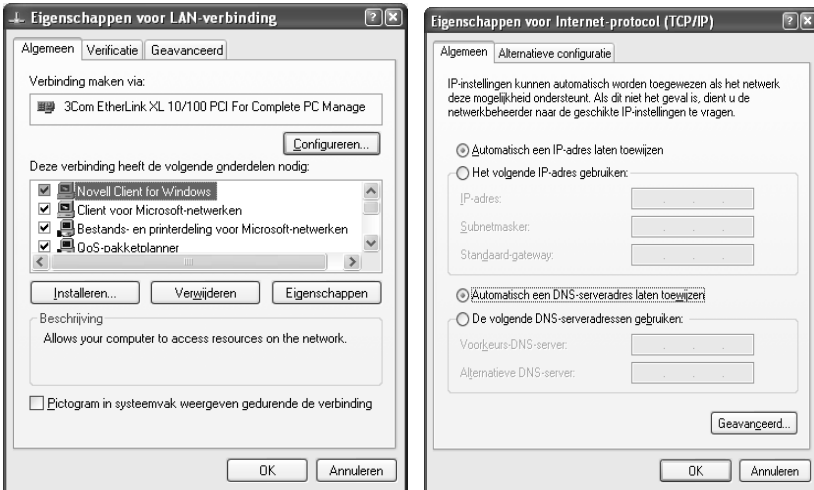 Eigenschappen voor LAN-verbinding
Algemeen Verificatie Geavanceerd
Verbinding maken via:
3Com EtherLink XL 10/100 PCI For Complete PC Manage
Configureren...
Deze verbinding heeft de volgende onderdelen nodig:
Novell Client for Windows
Client voor Microsoft-netwerken
Bestands- en printerdeling voor Microsoft-netwerken
QoS-pakketplanner
Installeren... Verwijderen Eigenschappen
Beschrijving
Allows your computer to access resources on the network.
Pictogram in systeemvak weergeven gedurende de verbinding
OK Annuleren
Eigenschappen voor Internet-protocol (TCP/IP)
Algemeen Alternatieve configuratie
IP-instellingen kunnen automatisch worden toegewezen als het netwerk
deze mogelijkheid ondersteunt. Als dit niet het geval is, dient u de
netwerkbeheerder naar de geschikte IP-instellingen te vragen.
Automatisch een IP-adres laten toewijzen
Het volgende IP-adres gebruiken:
IP-adres:
Subnetmasker:
Standaard-gateway:
Automatisch een DNS-serveradres laten toewijzen
De volgende DNS-serveradressen gebruiken:
Voorkeurs-DNS-server:
Alternatieve DNS-server:
Geavanceerd...
OK Annuleren